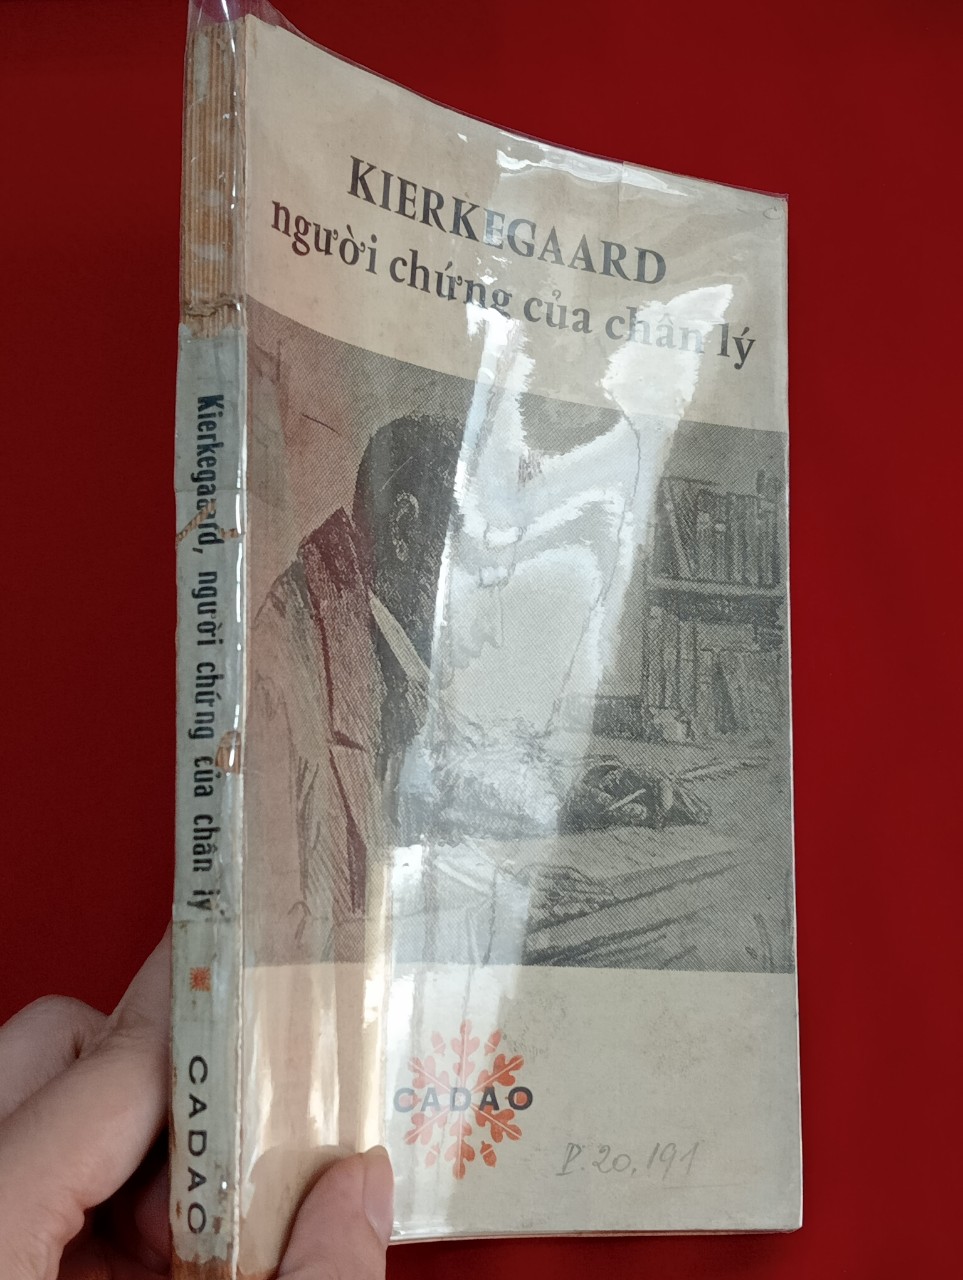 KIERKEGAARD
người chứng của chân lý
CADAO
P. 20.191
Kierkegaard, người chứng của chân lý
CADAO